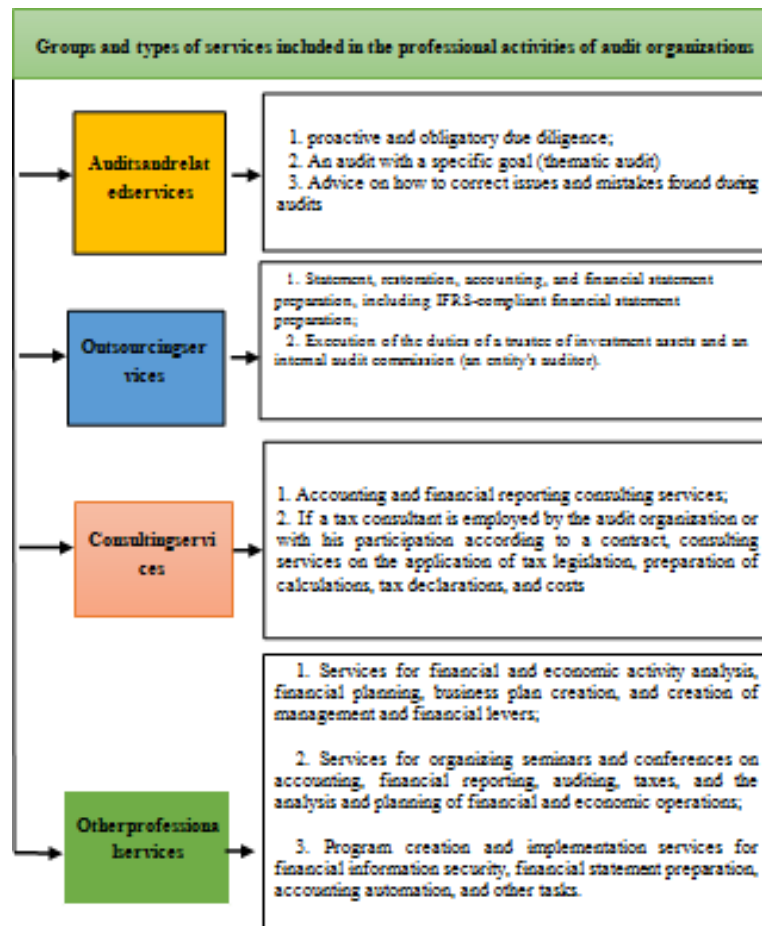 Groups and types of services included in the professional activities of audit organizations
Auditsandrelat
edservices
1. proactive and obligatory due diligence;
2. An audit with a specific goal (thematic audit)
3. Advice on how to correct issues and mistakes found during
audits
Outsourcingser
vices
1. Statement, restoration, accounting, and financial statement
preparation, including IFRS-compliant financial statement
preparation;
2. Execution of the duties of a trustee of investment assets and an
internal audit commission (an entity's auditor).
Consultingservi
ces
1. Accounting and financial reporting consulting services;
2. If a tax consultant is employed by the audit organization or
with his participation according to a contract, consulting
services on the application of tax legislation, preparation of
calculations, tax declarations, and costs
Otherprofessiona
lservices
1. Services for financial and economic activity analysis,
financial planning, business plan creation, and creation of
management and financial levers;
2. Services for organizing seminars and conferences on
accounting, financial reporting, auditing, taxes, and the
analysis and planning of financial and economic operations;
3. Program creation and implementation services for
financial information security, financial statement preparation,
accounting automation, and other tasks.